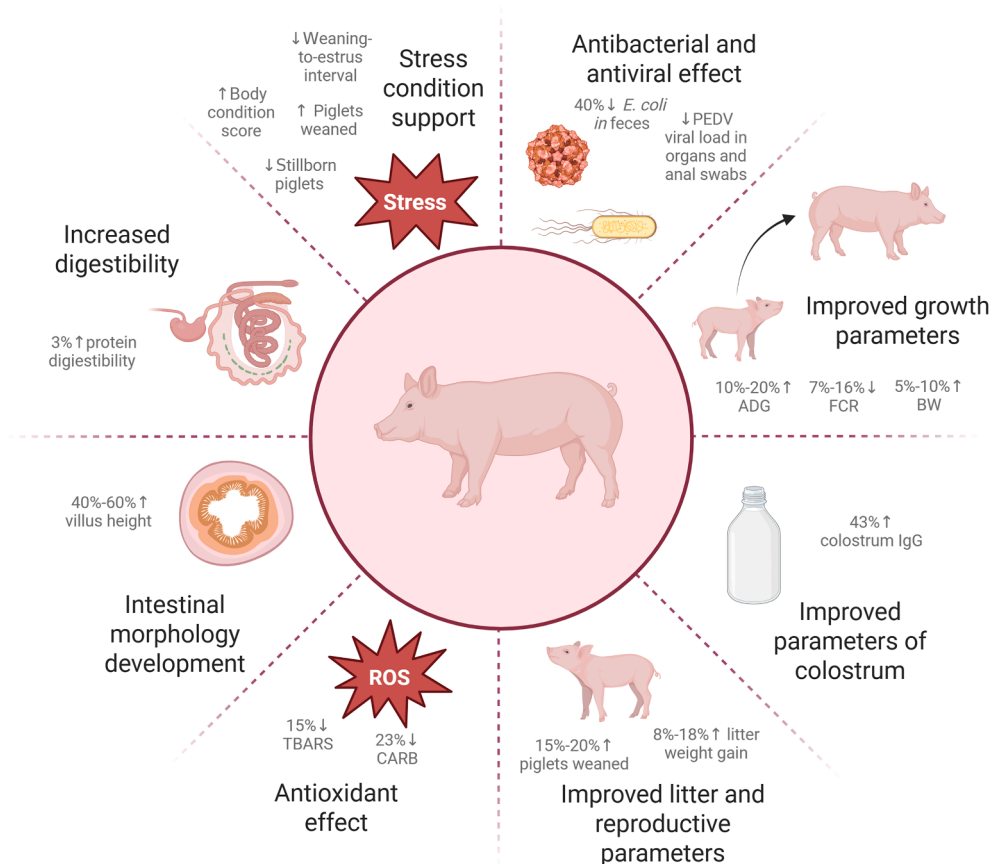 ↓Weaning-
to-estrus
interval
↑Body
condition
score
↑ Piglets
weaned
↓Stillborn
piglets
Stress
condition
support
Stress
Antibacterial and
antiviral effect
40%↓ E. coli
in feces
↓PEDV
viral load in
organs and
anal swabs
Improved growth
parameters
10%-20%↑
ADG
7%-16%↓
FCR
5%-10%↑
BW
43%↑
colostrum IgG
Improved
parameters of
colostrum
15%-20%↑
piglets weaned
8%-18%↑ litter
weight gain
Improved litter and
reproductive
parameters
ROS
15%↓
TBARS
23%↓
CARB
Antioxidant
effect
40%-60%↑
villus height
Intestinal
morphology
development
Increased
digestibility
3%↑protein
digiestibility